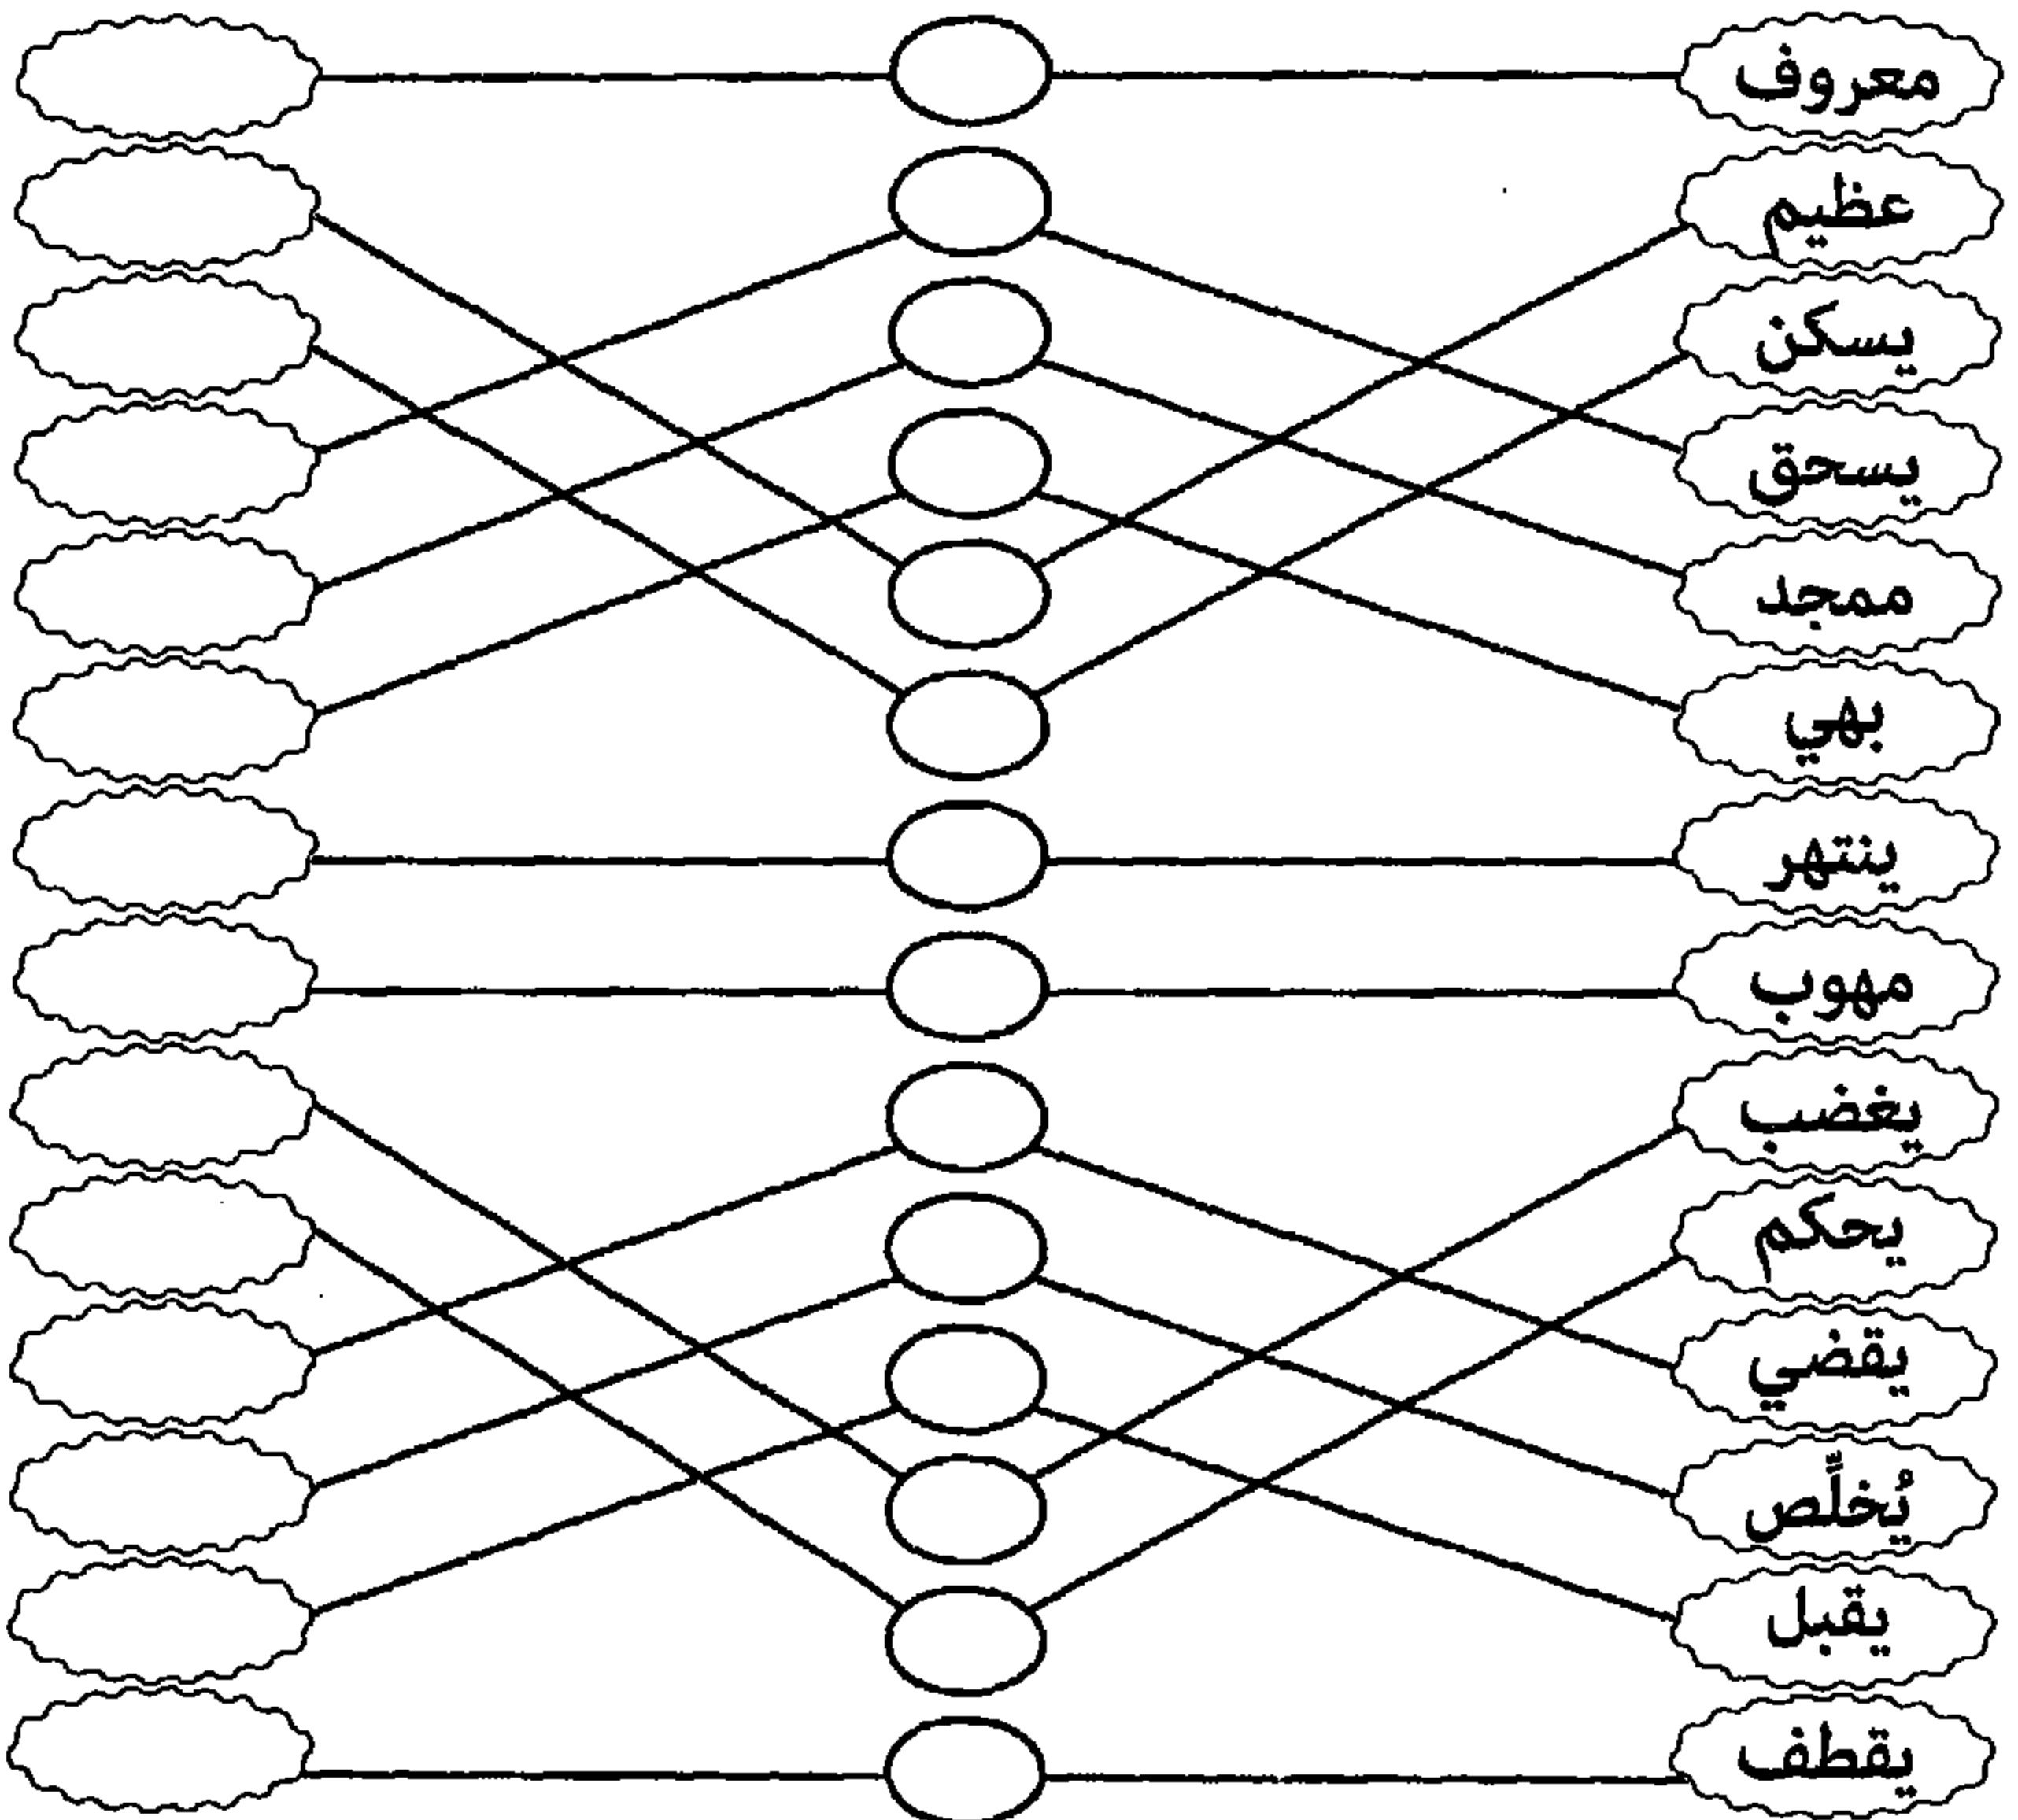 معروف
عظيم
يسكن
يسحق
ممجد
بهي
ينتهر
مهوب
يغضب
يحكم
يقضي
يُخلِّص
يقبل
يقطف